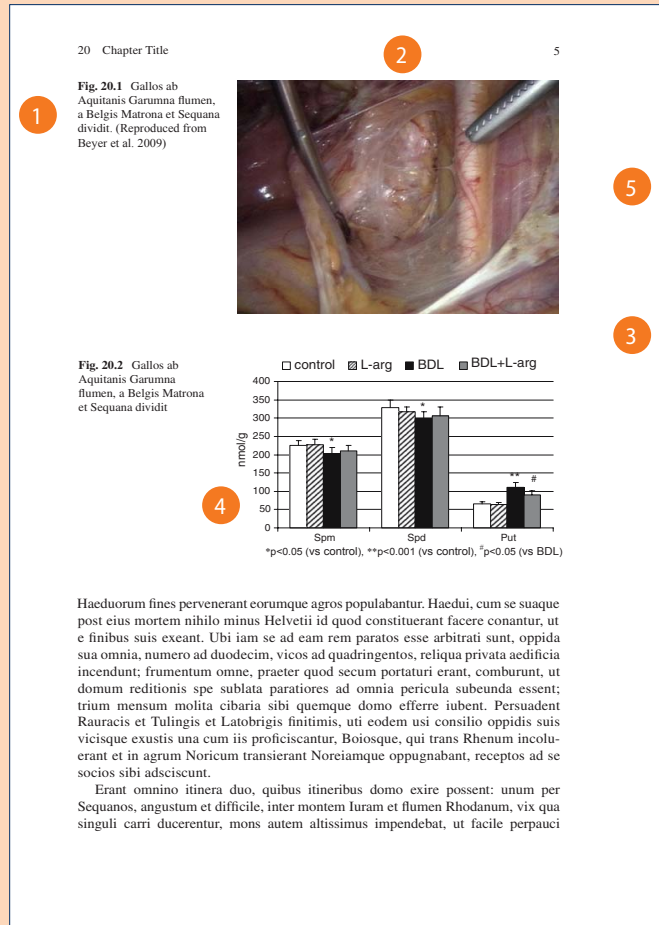 20 Chapter Title 5
2
1
Fig. 20.1 Gallos ab
Aquitanis Garumna flumen,
a Belgis Matrona et Sequana
dividit. (Reproduced from
Beyer et al. 2009)
5
3
Fig. 20.2 Gallos ab
Aquitanis Garumna
flumen, a Belgis Matrona
et Sequana dividit
control L-arg BDL BDL+L-arg
400
350
300
250
200
150
100
50
0
nmol/g
* * ** #
4
Spm Spd Put
*p<0.05 (vs control), **p<0.001 (vs control), #p<0.05 (vs BDL)
Haeduorum fines pervenerant eorumque agros populabantur. Haedui, cum se suaque
post eius mortem nihilo minus Helvetii id quod constituerant facere conantur, ut
e finibus suis exeant. Ubi iam se ad eam rem paratos esse arbitrati sunt, oppida
sua omnia, numero ad duodecim, vicos ad quadringentos, reliqua privata aedificia
incendunt; frumentum omne, praeter quod secum portaturi erant, comburunt, ut
domum reditionis spe sublata paratiores ad omnia pericula subeunda essent;
trium mensum molita cibaria sibi quemque domo efferre iubent. Persuadent
Rauracis et Tulingis et Latobrigis finitimis, uti eodem usi consilio oppidis suis
vicisque exustis una cum iis proficiscantur, Boiosque, qui trans Rhenum incolu-
erant et in agrum Noricum transierant Noreiamque oppugnabant, receptos ad se
socios sibi adsciscunt.
Erant omnino itinera duo, quibus itineribus domo exire possent: unum per
Sequanos, angustum et difficile, inter montem Iuram et flumen Rhodanum, vix qua
singuli carri ducerentur, mons autem altissimus impendebat, ut facile perpauci